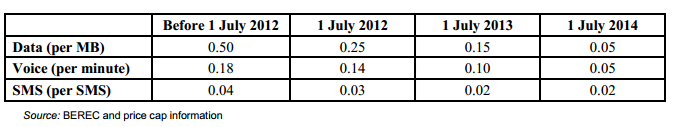 Before 1 July 2012 1 July 2012 1 July 2013 1 July 2014
Data (per MB) 0.50 0.25 0.15 0.05
Voice (per minute) 0.18 0.14 0.10 0.05
SMS (per SMS) 0.04 0.03 0.02 0.02
Source: BEREC and price cap information